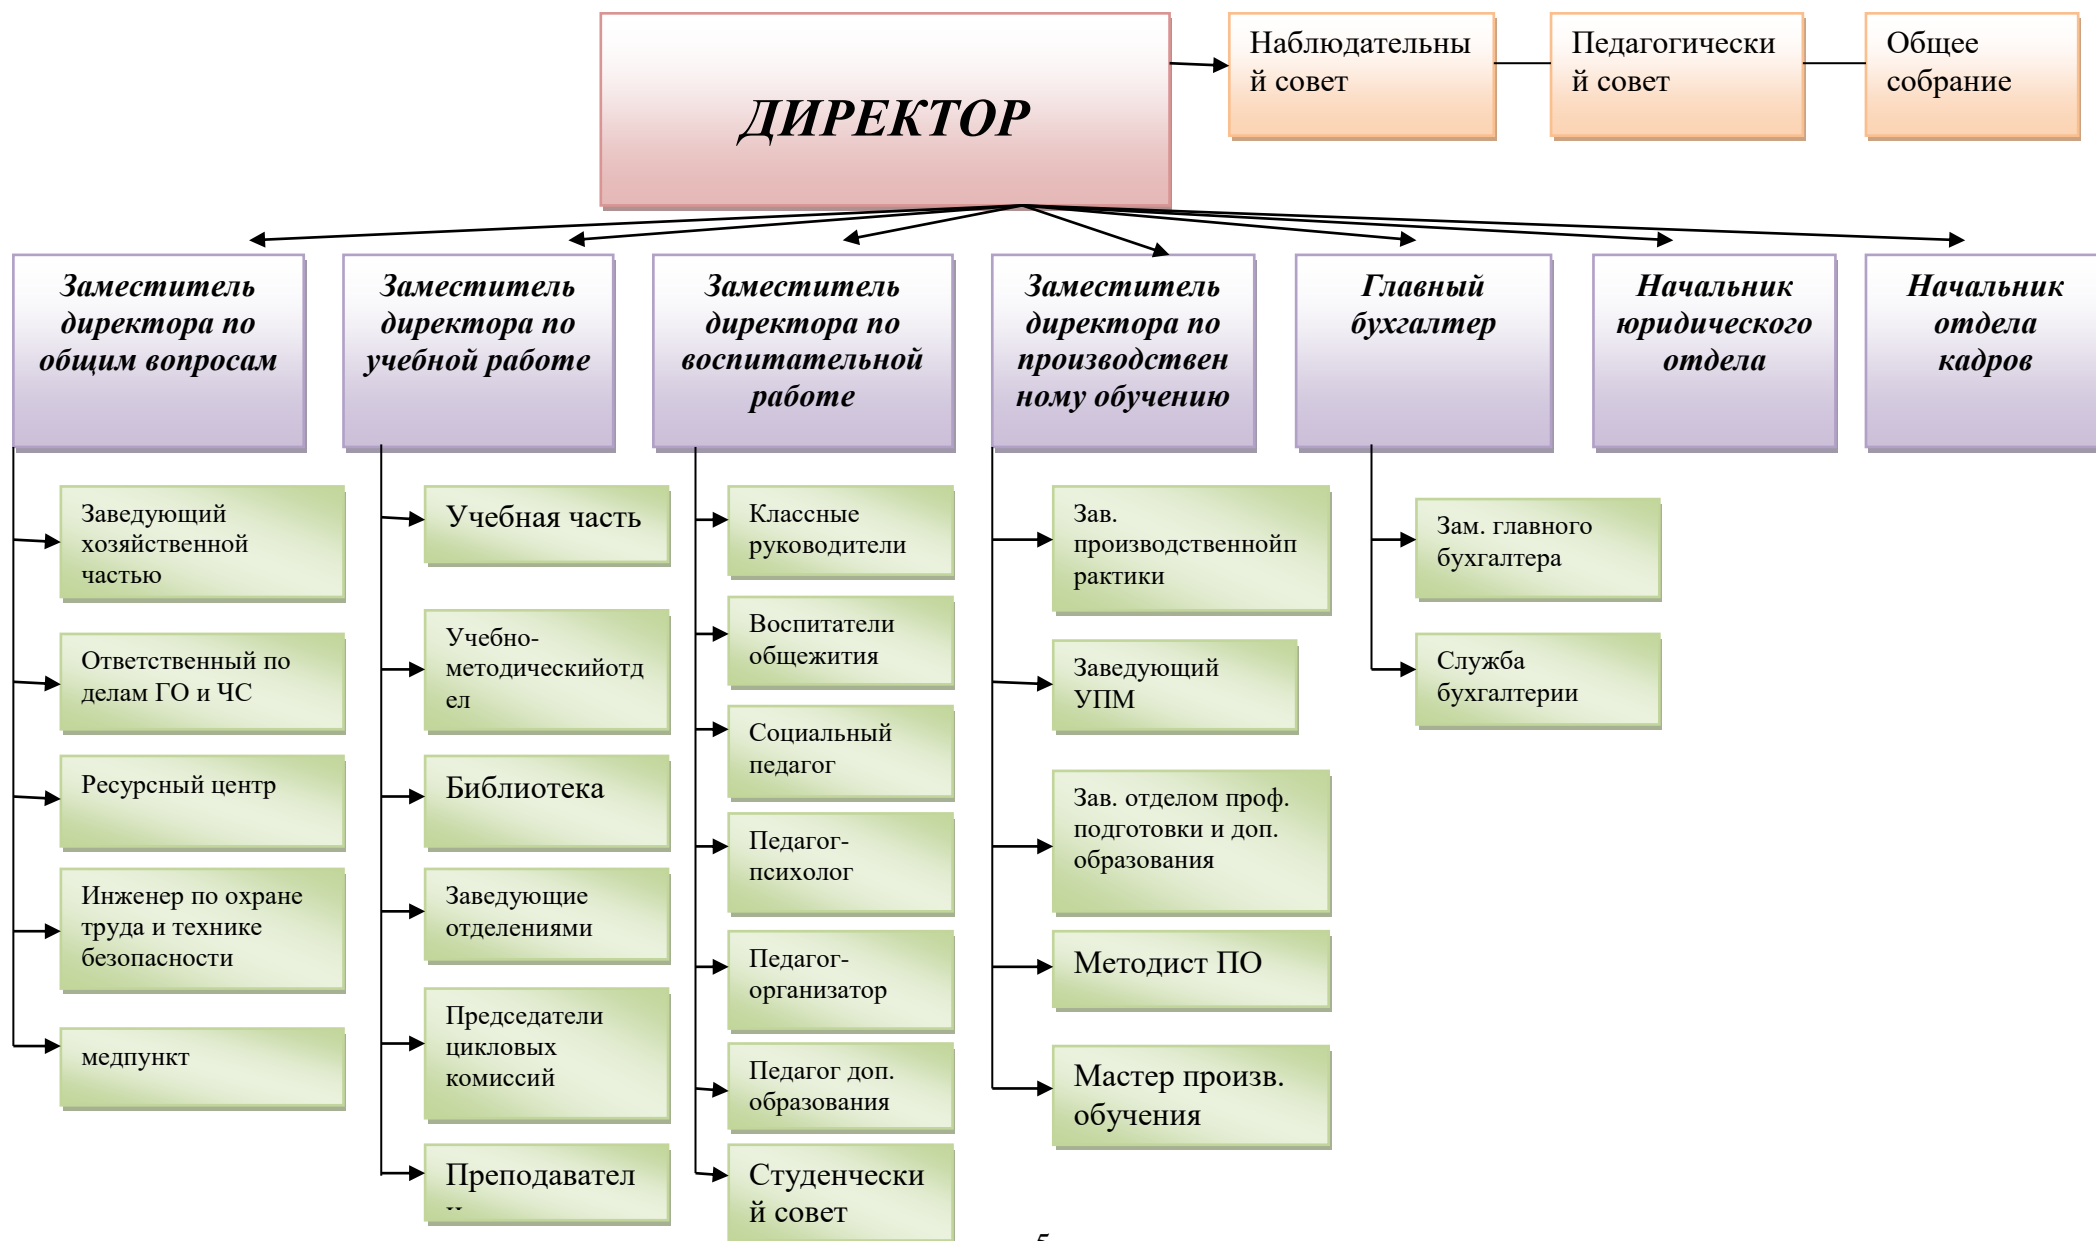 ДИРЕКТОР
Наблюдательны
й совет
Педагогически
й совет
Общее
собрание
Заместитель
директора по
общим вопросам
Заместитель
директора по
учебной работе
Заместитель
директора по
воспитательной
работе
Заместитель
директора по
производствен
ному обучению
Главный
бухгалтер
Начальник
юридического
отдела
Начальник
отдела
кадров
Заведующий
хозяйственной
частью
Ответственный по
делам ГО и ЧС
Ресурсный центр
Инженер по охране
труда и технике
безопасности
медпункт
Учебная часть
Учебно-
методическийотд
ел
Библиотека
Заведующие
отделениями
Председатели
цикловых
комиссий
Преподавател
Классные
руководители
Воспитатели
общежития
Социальный
педагог
Педагог-
психолог
Педагог-
организатор
Педагог доп.
образования
Студенчески
й совет
Зав.
производственнойп
рактики
Заведующий
УПМ
Зав. отделом проф.
подготовки и доп.
образования
Методист ПО
Мастер произв.
обучения
Зам. главного
бухгалтера
Служба
бухгалтерии